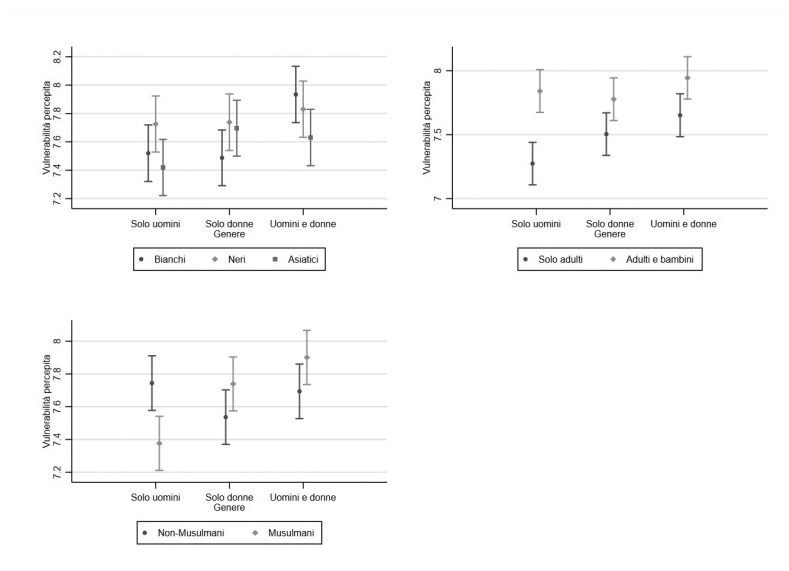 Vulnerabilità percepita
8.2
8
7.8
7.6
7.4
7.2
Solo uomini Solo donne Uomini e donne
Genere
Bianchi Neri Asiatici
Vulnerabilità percepita
8
7.5
7
Solo uomini Solo donne Uomini e donne
Genere
Solo adulti Adulti e bambini
Vulnerabilità percepita
8
7.8
7.6
7.4
7.2
Solo uomini Solo donne Uomini e donne
Genere
Non-Musulmani Musulmani